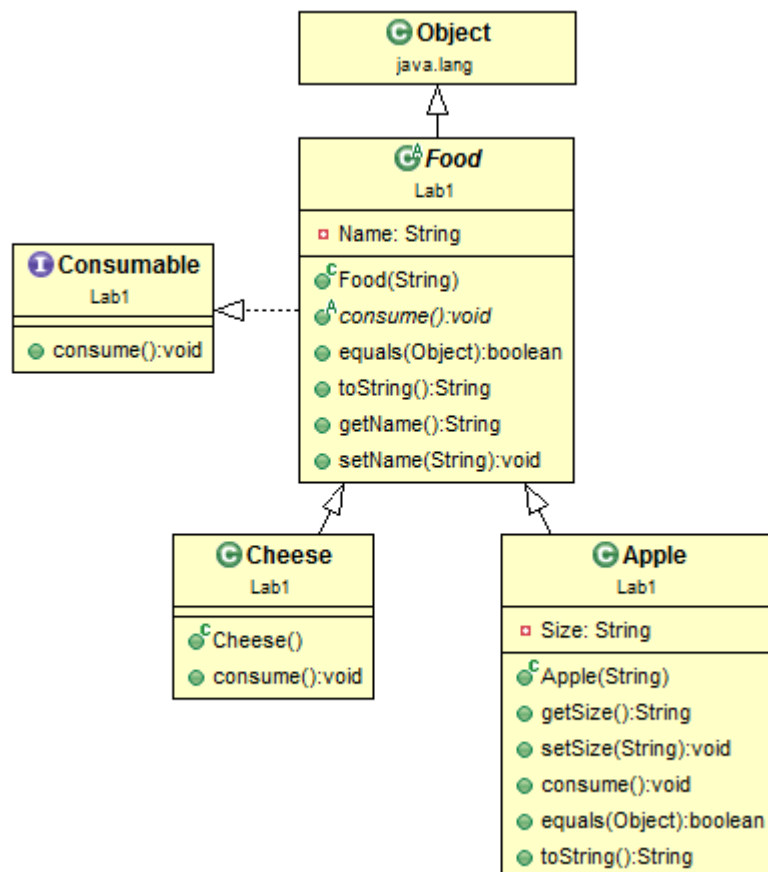 Object
java.lang
Food
Lab1
Name: String
Food(String)
consume():void
equals(Object):boolean
toString():String
getName():String
setName(String):void
Consumable
Lab1
consume():void
Cheese
Lab1
Cheese()
consume():void
Apple
Lab1
Size: String
Apple(String)
getSize():String
setSize(String):void
consume():void
equals(Object):boolean
toString():String